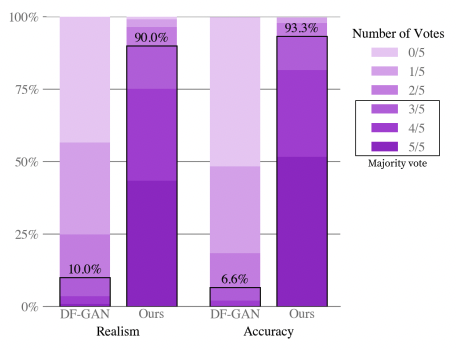 100%
75%
50%
25%
0%
10.0%
90.0%
6.6%
93.3%
DF-GAN
Ours
DF-GAN
Ours
Realism
Accuracy
Number of Votes
0/5
1/5
2/5
3/5
4/5
5/5
Majority vote